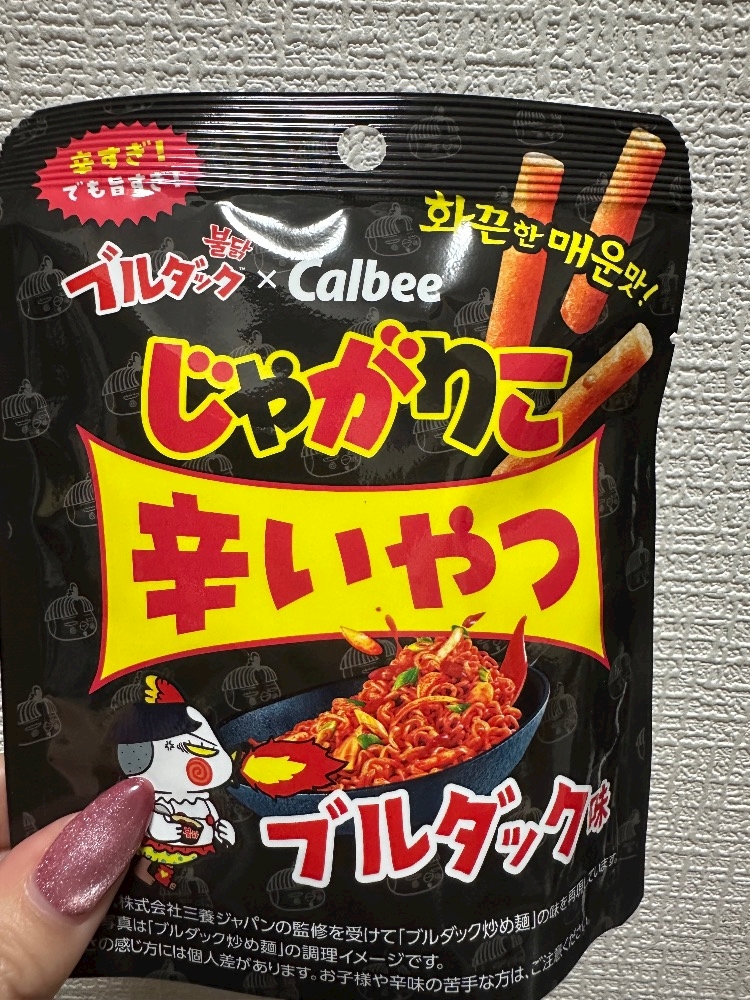 辛すぎ!
でも旨すぎ!
불닭
ブルダック™ × Calbee
화끈한 매운맛!
じゃがりこ
辛いやつ
ブルダック味
株式会社三養ジャパンの監修を受けて「ブルダック炒め麺」の味を再現しています。
写真は「ブルダック炒め麺」の調理イメージです。
の感じ方には個人差があります。お子様や辛味の苦手な方は、ご注意ください。